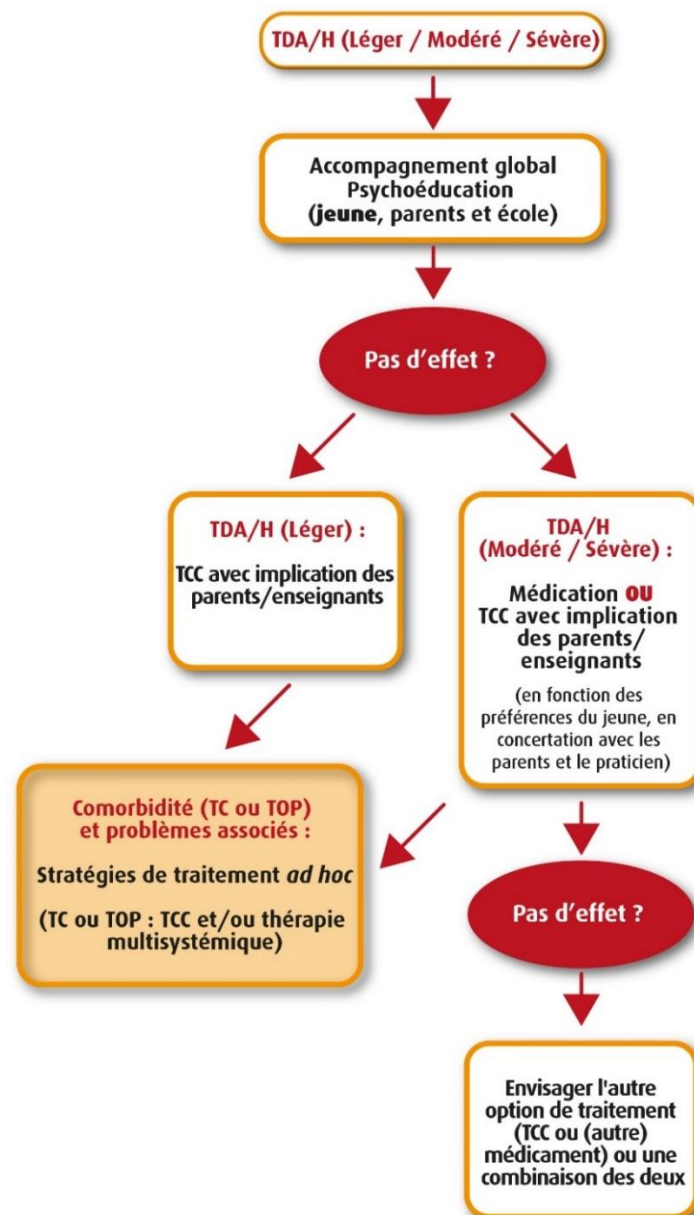 TDA/H (Léger / Modéré / Sévère)
Accompagnement global
Psychoéducation
(jeune, parents et école)
Pas d'effet ?
TDA/H (Léger) :
TCC avec implication des
parents/enseignants
TDA/H
(Modéré / Sévère) :
Médication OU
TCC avec implication
des parents/
enseignants
(en fonction des
préférences du jeune, en
concertation avec les
parents et le praticien)
Comorbidité (TC ou TOP)
et problèmes associés :
Stratégies de traitement ad hoc
(TC ou TOP : TCC et/ou thérapie
multisystémique)
Pas d'effet ?
Envisager l'autre
option de traitement
(TCC ou (autre)
médicament) ou une
combinaison des deux